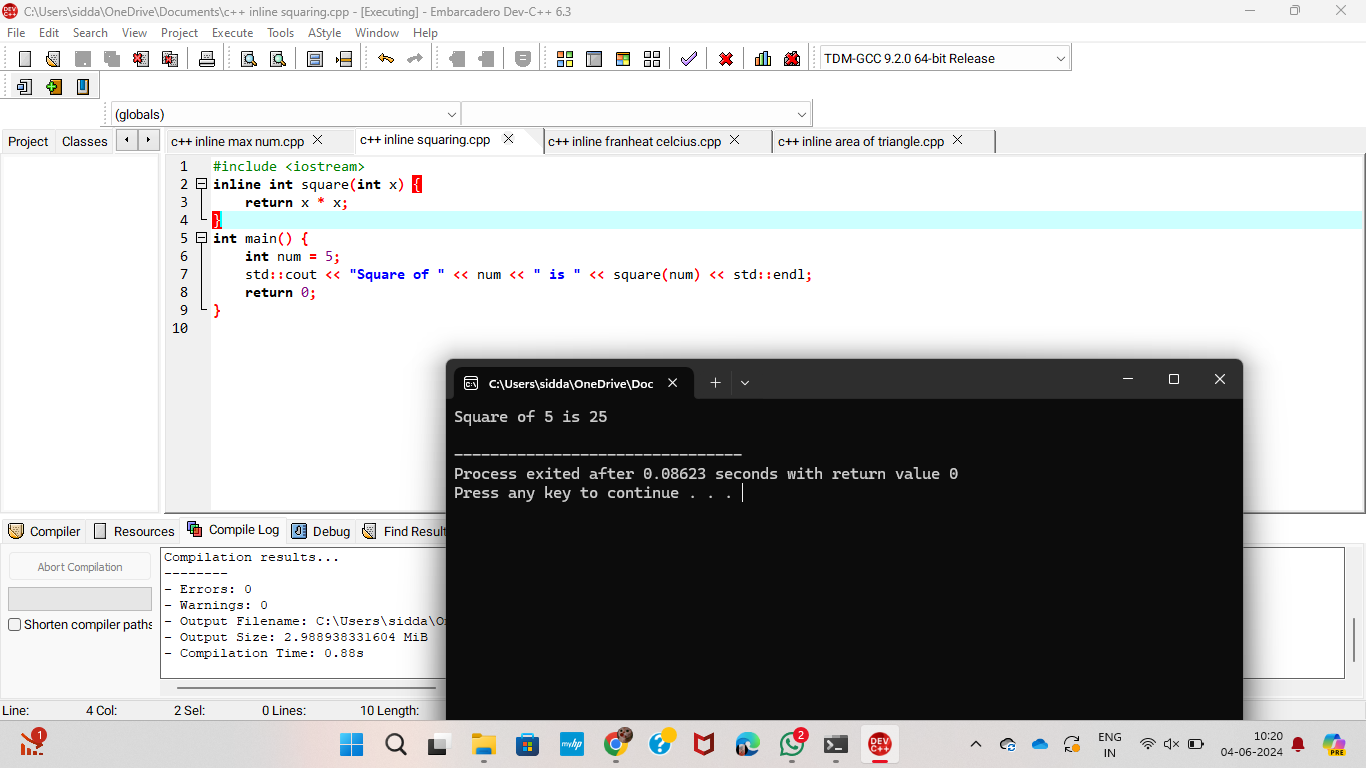 C:\Users\sidda\OneDrive\Documents\c++ inline squaring.cpp - [Executing] - Embarcadero Dev-C++ 6.3
File Edit Search View Project Execute Tools AStyle Window Help
TDM-GCC 9.2.0 64-bit Release
(globals)
Project Classes
c++ inline max num.cpp c++ inline squaring.cpp c++ inline franheat celcius.cpp c++ inline area of triangle.cpp
1 #include <iostream>
2 inline int square(int x) {
3 return x * x;
4 }
5 int main() {
6 int num = 5;
7 std::cout << "Square of " << num << " is " << square(num) << std::endl;
8 return 0;
9 }
10
C:\Users\sidda\OneDrive\Doc
Square of 5 is 25
--------------------------------
Process exited after 0.08623 seconds with return value 0
Press any key to continue . . .
Compiler Resources Compile Log Debug Find Resul
Abort Compilation
Shorten compiler paths
Compilation results...
--------
- Errors: 0
- Warnings: 0
- Output Filename: C:\Users\sidda\O
- Output Size: 2.988938331604 MiB
- Compilation Time: 0.88s
Line: 4 Col: 2 Sel: 0 Lines: 10 Length:
1
myhp
2
DEV C++
ENG
IN
10:20
04-06-2024
PRE